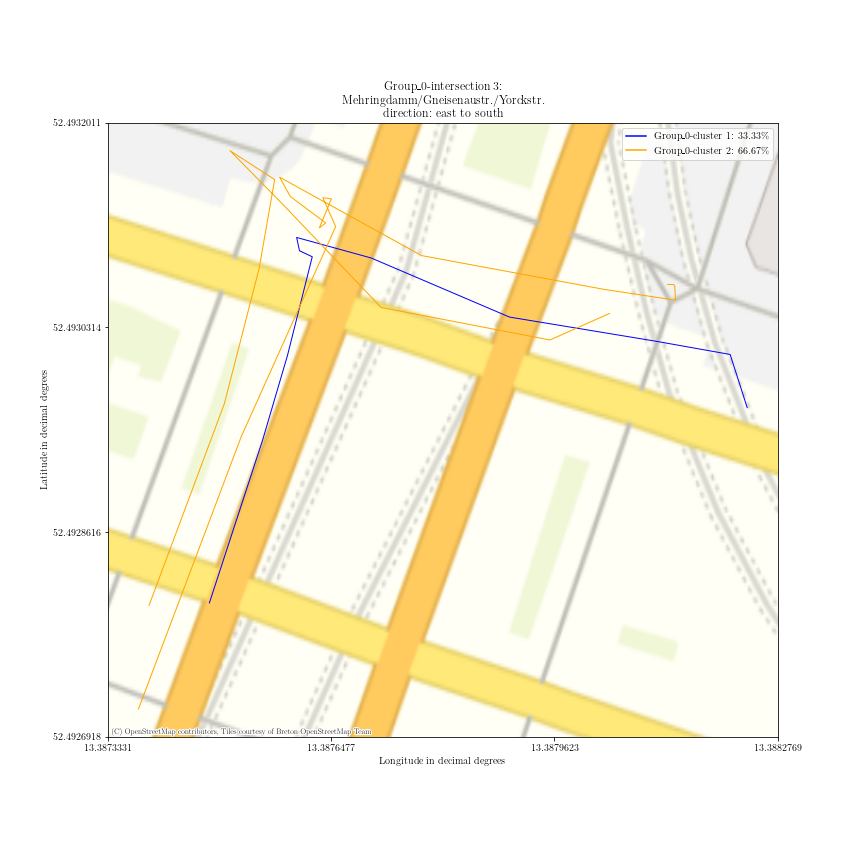 Group_0-intersection 3:
Mehringdamm/Gneisenaustr./Yorckstr.
direction: east to south
52.4932011
Group_0-cluster 1: 33.33%
Group_0-cluster 2: 66.67%
52.4930314
Latitude in decimal degrees
52.4928616
(C) OpenStreetMap contributors, Tiles courtesy of Breton OpenStreetMap Team
52.4926918
13.3873331 13.3876477 13.3879623 13.3882769
Longitude in decimal degrees